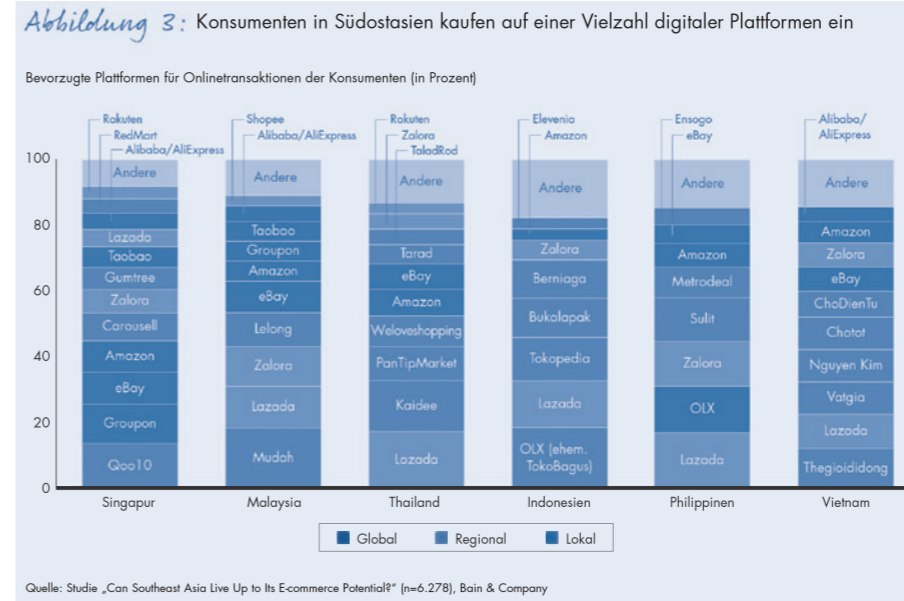 Abbildung 3: Konsumenten in Südostasien kaufen auf einer Vielzahl digitaler Plattformen ein
Bevorzugte Plattformen für Onlinetransaktionen der Konsumenten (in Prozent)
Rakuten
RedMart
Alibaba/AliExpress
Shopee
Alibaba/AliExpress
Rakuten
Zalora
TaladRod
Elevenia
Amazon
Ensogo
eBay
Alibaba/
AliExpress
100
80
60
40
20
0
Andere
Lazada
Taobao
Gumtree
Zalora
Carousell
Amazon
eBay
Groupon
Qoo10
Andere
Taobao
Groupon
Amazon
eBay
Lelong
Zalora
Lazada
Mudah
Andere
Tarad
eBay
Amazon
Weloveshopping
PanTipMarket
Kaidee
Lazada
Andere
Zalora
Berniaga
Bukalapak
Tokopedia
Lazada
OLX (ehem.
TokoBagus)
Andere
Amazon
Metrodeal
Sulit
Zalora
OLX
Lazada
Andere
Amazon
Zalora
eBay
ChoDienTu
Chotot
Nguyen Kim
Vatgia
Lazada
Thegioididong
Singapur
Malaysia
Thailand
Indonesien
Philippinen
Vietnam
Global
Regional
Lokal
Quelle: Studie „Can Southeast Asia Live Up to Its E-commerce Potential?" (n=6.278), Bain & Company